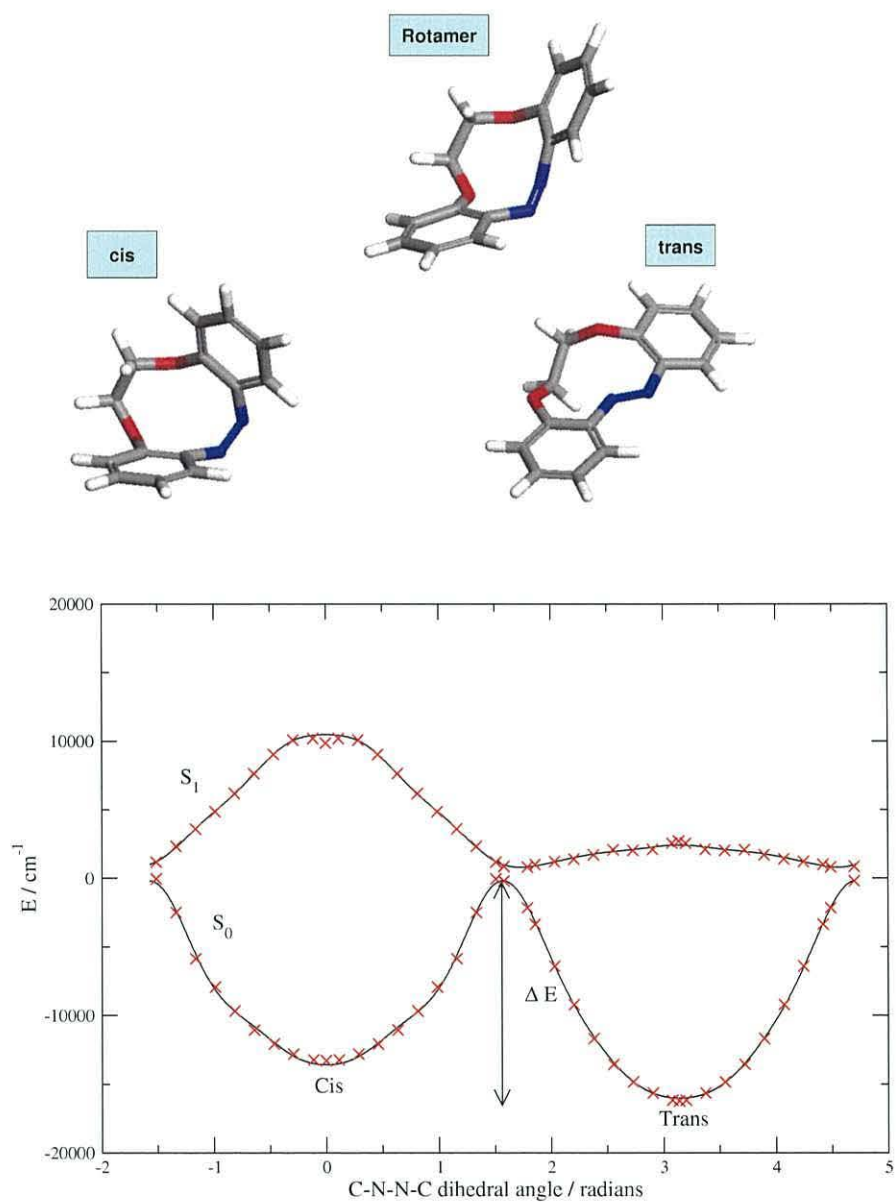 Rotamer
cis
trans
20000
10000
0
-10000
-20000
E / cm⁻¹
S₁
S₀
Δ E
Cis
Trans
-2
-1
0
1
2
3
4
5
C-N-N-C dihedral angle / radians